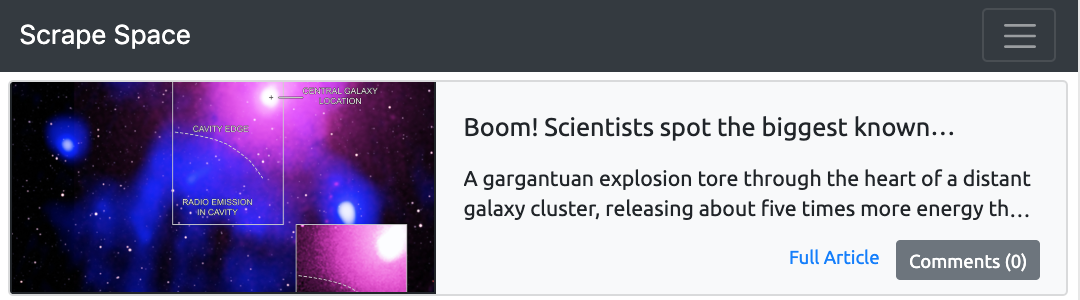 Scrape Space
CENTRAL GALAXY
LOCATION
CAVITY EDGE
RADIO EMISSION
IN CAVITY
Boom! Scientists spot the biggest known...
A gargantuan explosion tore through the heart of a distant
galaxy cluster, releasing about five times more energy th...
Full Article
Comments (0)